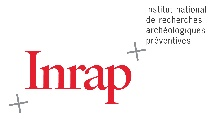 Institut national
de recherches
archéologiques
préventives
Inrap